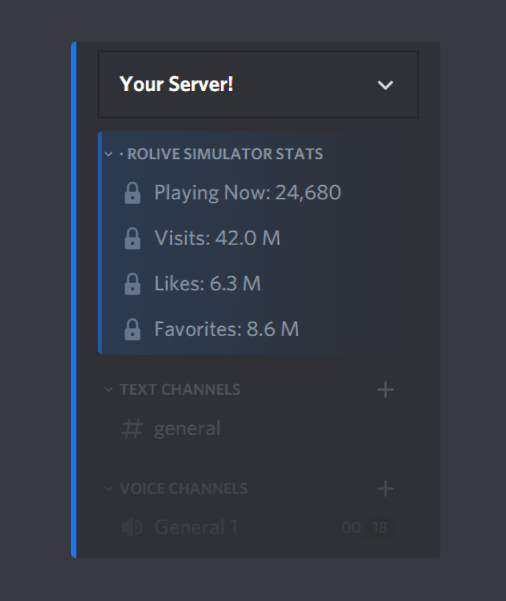 Your Server!
· ROLIVE SIMULATOR STATS
Playing Now: 24,680
Visits: 42.0 M
Likes: 6.3 M
Favorites: 8.6 M
TEXT CHANNELS
# general
VOICE CHANNELS
General 1 00 18